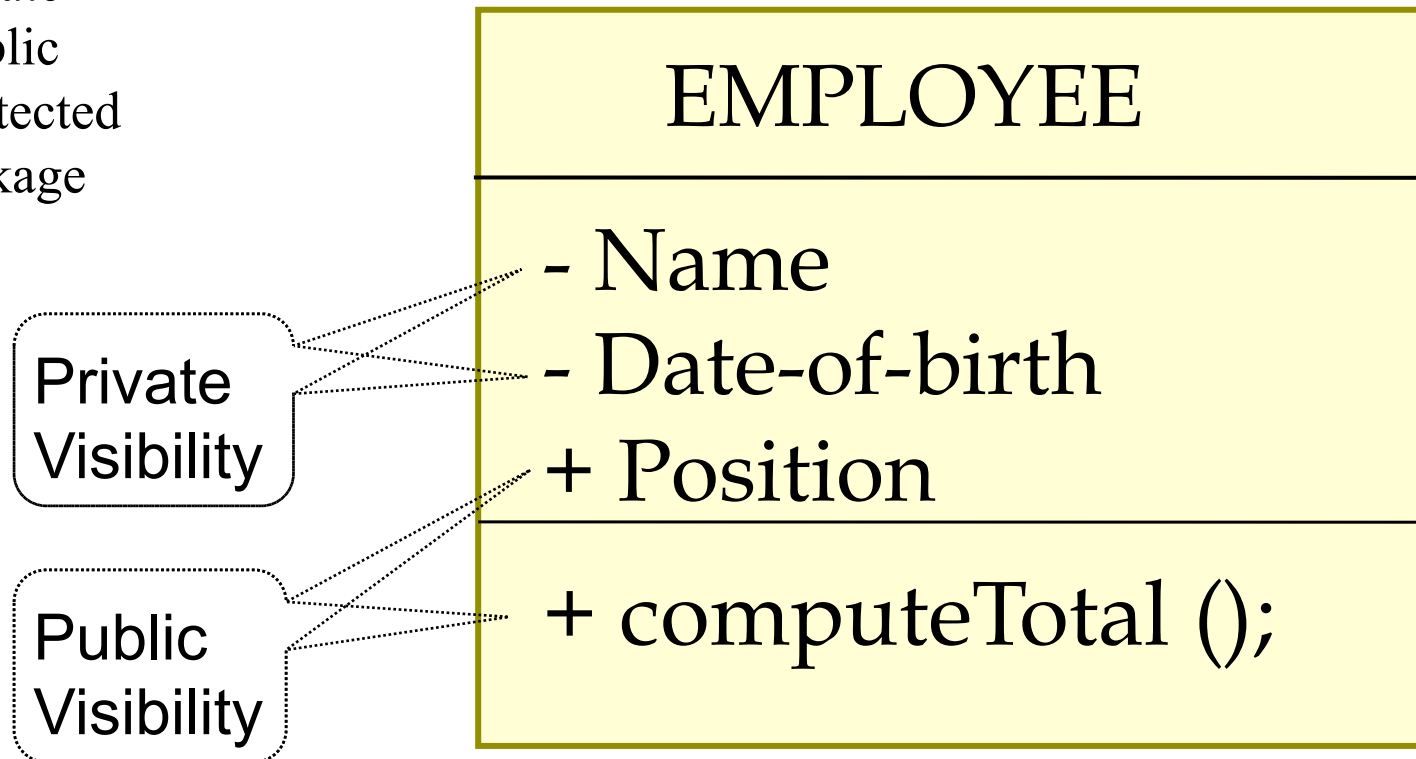 blic
tected
kage
EMPLOYEE
- Name
- Date-of-birth
+ Position
+ computeTotal ();
Private
Visibility
Public
Visibility